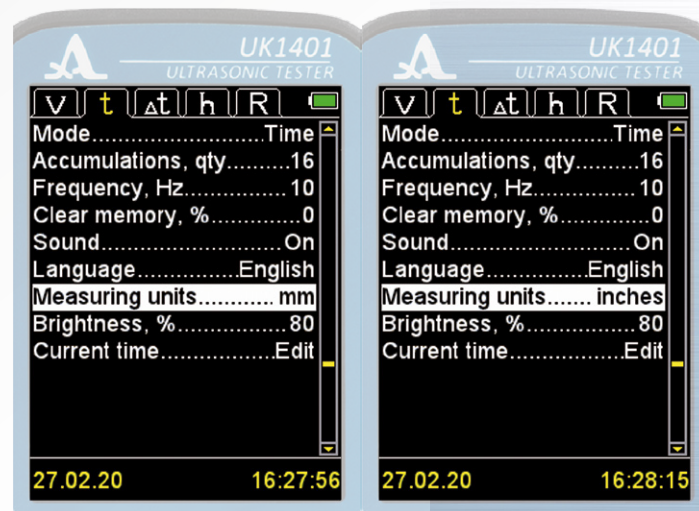 UK1401
ULTRASONIC TESTER
V t Δt h R
Mode..............................Time
Accumulations, qty..........16
Frequency, Hz................10
Clear memory, %.............0
Sound............................On
Language................English
Measuring units............mm
Brightness, %.................80
Current time...................Edit
27.02.20 16:27:56
UK1401
ULTRASONIC TESTER
V t Δt h R
Mode..............................Time
Accumulations, qty..........16
Frequency, Hz................10
Clear memory, %.............0
Sound............................On
Language................English
Measuring units.......inches
Brightness, %.................80
Current time...................Edit
27.02.20 16:28:15